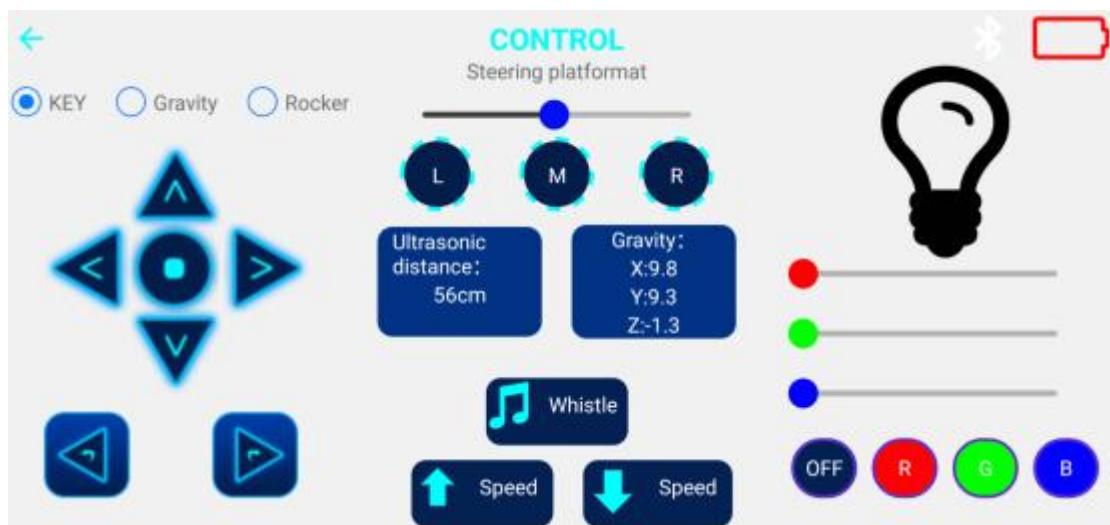 CONTROL
Steering platformat
KEY
Gravity
Rocker
L
M
R
Ultrasonic
distance:
56cm
Gravity:
X:9.8
Y:9.3
Z:-1.3
Whistle
Speed
Speed
OFF
R
G
B